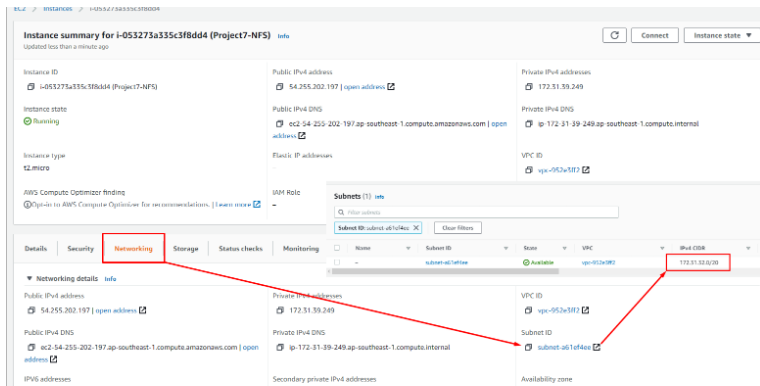 EC2 > Instances > i-053273a335c3f8dd4
Instance summary for i-053273a335c3f8dd4 (Project7-NFS) Info
Updated less than a minute ago
Connect
Instance state
Instance ID
i-053273a335c3f8dd4 (Project7-NFS)
Public IPv4 address
54.255.202.197 | open address
Private IPv4 addresses
172.31.39.249
Instance state
Running
Public IPv4 DNS
ec2-54-255-202-197.ap-southeast-1.compute.amazonaws.com | open
address
Private IPv4 DNS
ip-172-31-39-249.ap-southeast-1.compute.internal
Instance type
t2.micro
Elastic IP addresses
-
VPC ID
vpc-952e3ff2
AWS Compute Optimizer finding
Opt-in to AWS Compute Optimizer for recommendations. | Learn more
IAM Role
-
Subnets (1) Info
Filter subnets
Subnet ID: subnet-a61ef4ee
Clear filters
Name
Subnet ID
State
VPC
IPv4 CIDR
-
subnet-a61ef4ee
Available
vpc-952e3ff2
172.31.32.0/20
Details
Security
Networking
Storage
Status checks
Monitoring
Networking details Info
Public IPv4 address
54.255.202.197 | open address
Private IPv4 addresses
172.31.39.249
VPC ID
vpc-952e3ff2
Public IPv4 DNS
ec2-54-255-202-197.ap-southeast-1.compute.amazonaws.com | open
address
Private IPv4 DNS
ip-172-31-39-249.ap-southeast-1.compute.internal
Subnet ID
subnet-a61ef4ee
IPV6 addresses
Secondary private IPv4 addresses
Availability zone